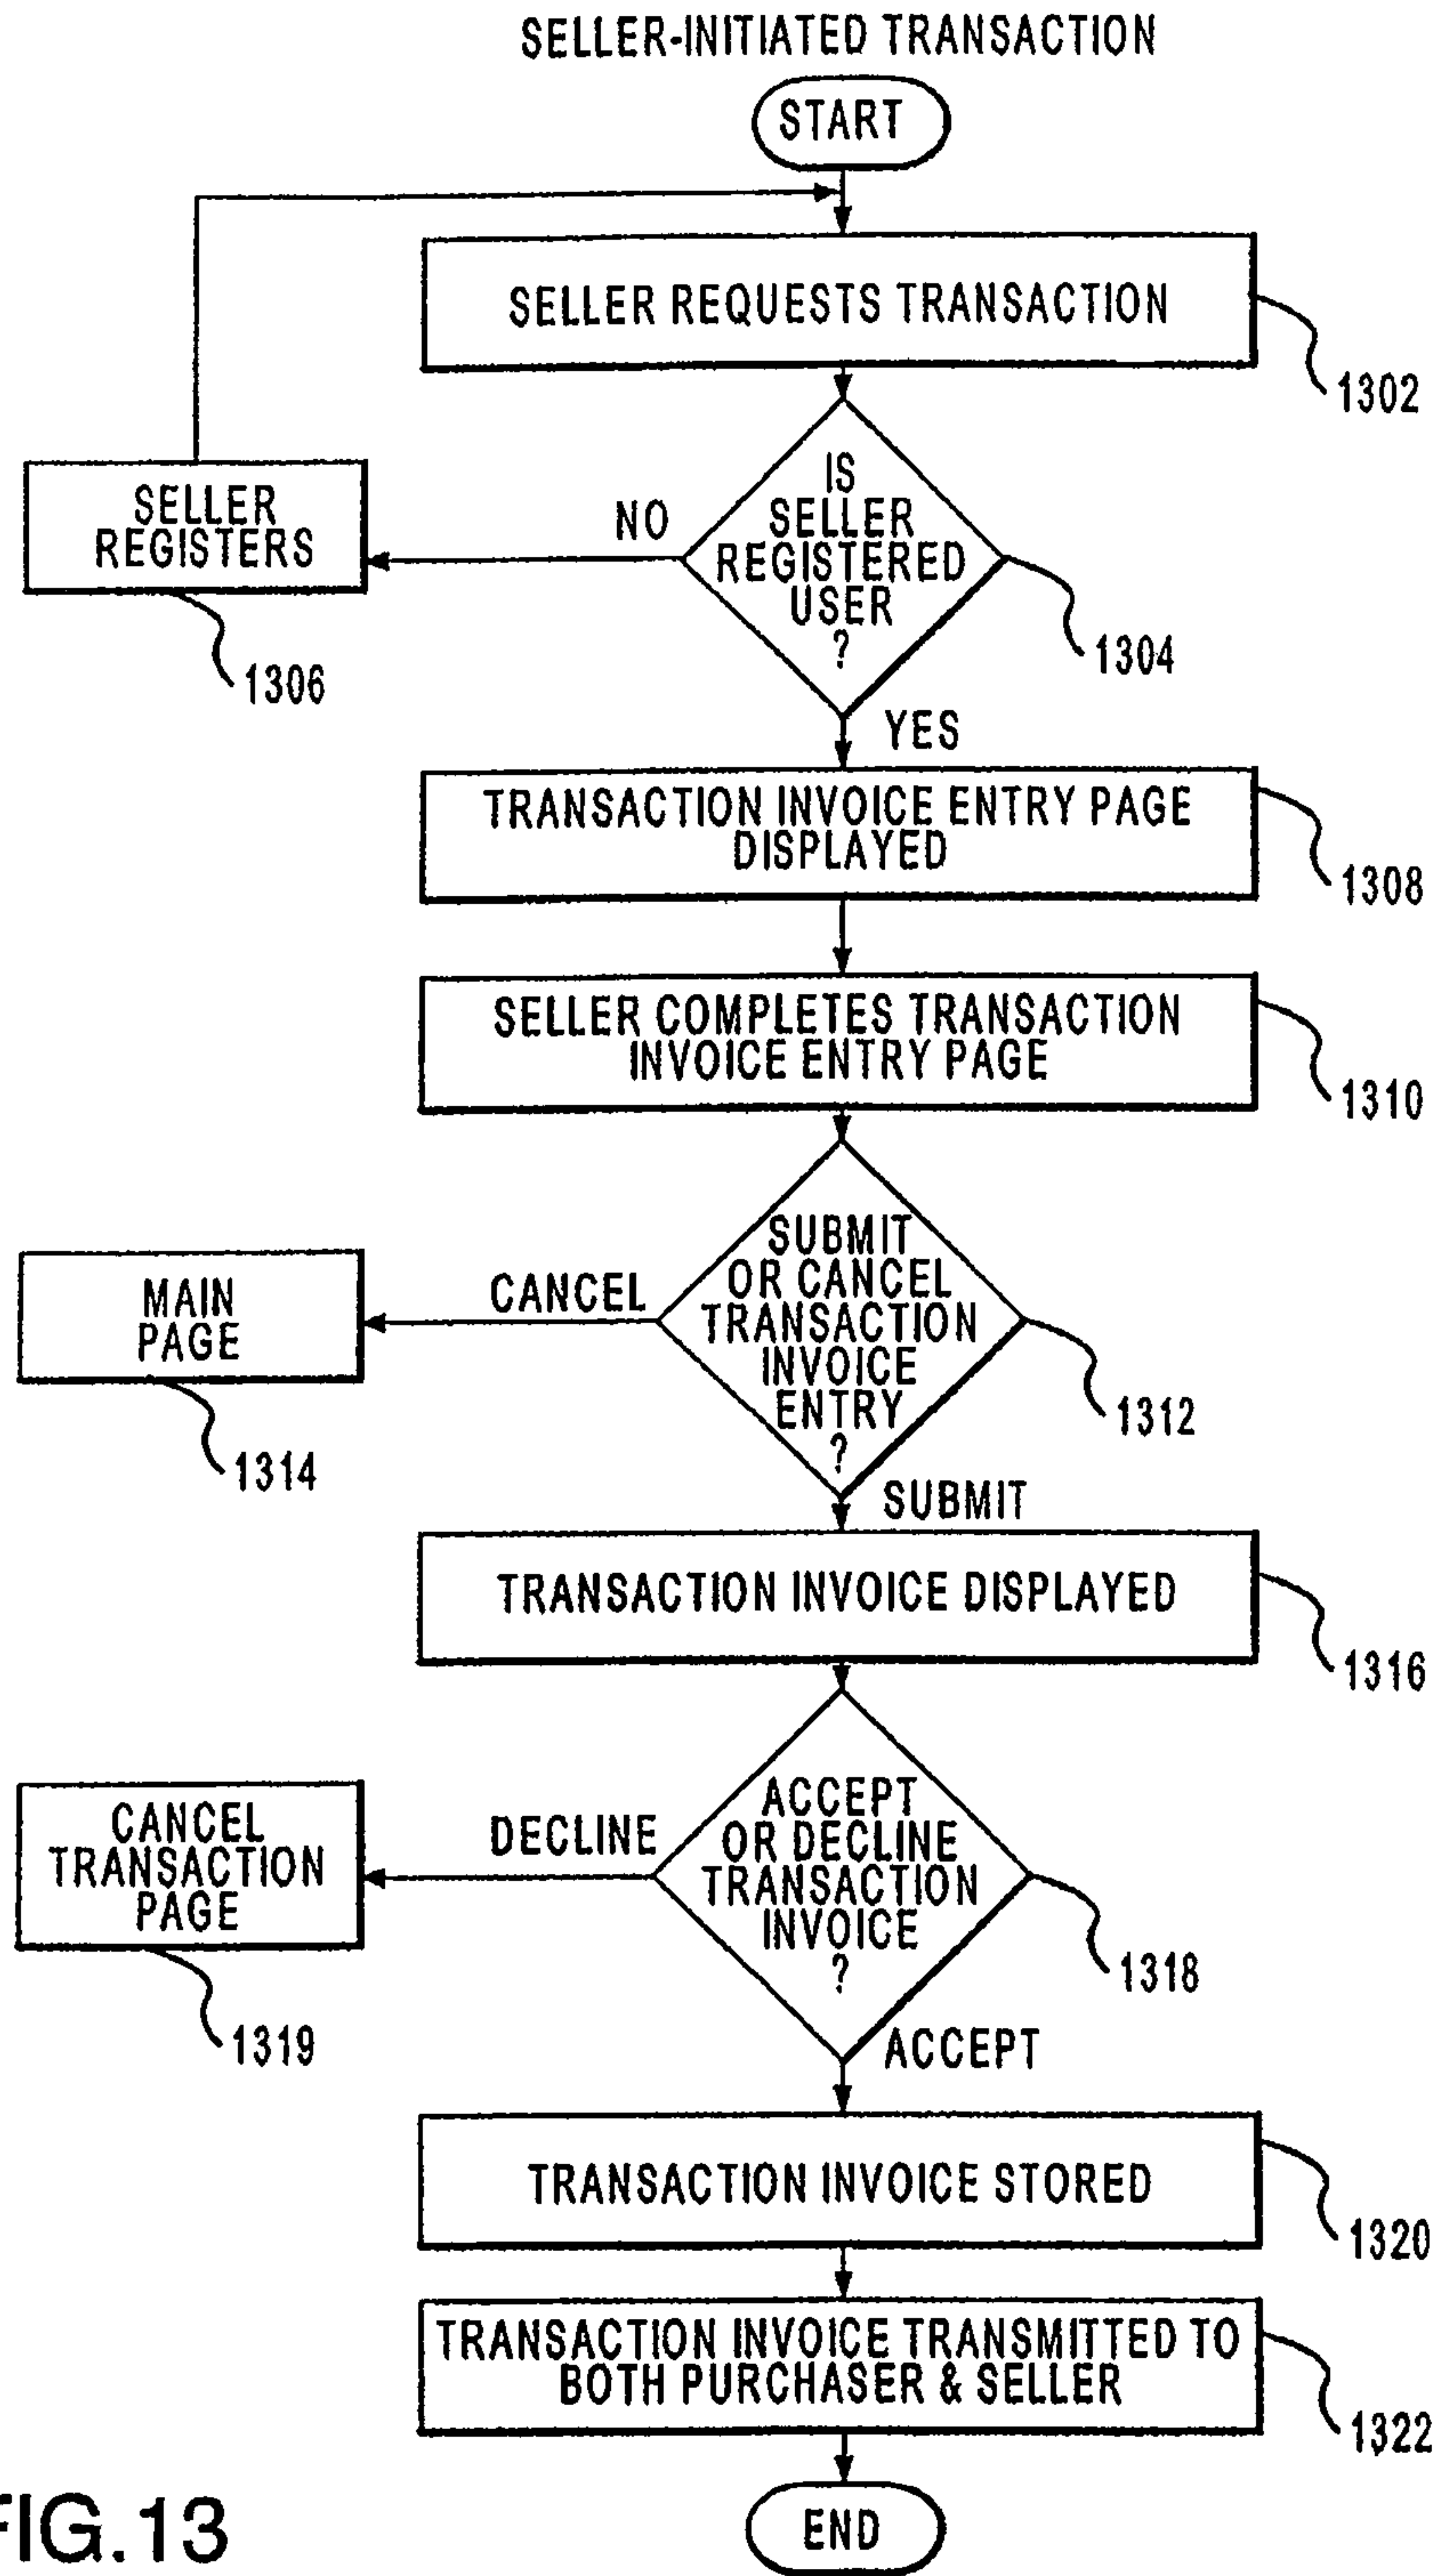 SELLER-INITIATED TRANSACTION
START
SELLER REQUESTS TRANSACTION
1302
IS
SELLER
REGISTERED
USER
?
1304
NO
SELLER
REGISTERS
1306
YES
TRANSACTION INVOICE ENTRY PAGE
DISPLAYED
1308
SELLER COMPLETES TRANSACTION
INVOICE ENTRY PAGE
1310
SUBMIT
OR CANCEL
TRANSACTION
INVOICE
ENTRY
?
1312
CANCEL
MAIN
PAGE
1314
SUBMIT
TRANSACTION INVOICE DISPLAYED
1316
ACCEPT
OR DECLINE
TRANSACTION
INVOICE
?
1318
DECLINE
CANCEL
TRANSACTION
PAGE
1319
ACCEPT
TRANSACTION INVOICE STORED
1320
TRANSACTION INVOICE TRANSMITTED TO
BOTH PURCHASER & SELLER
1322
END
FIG.13